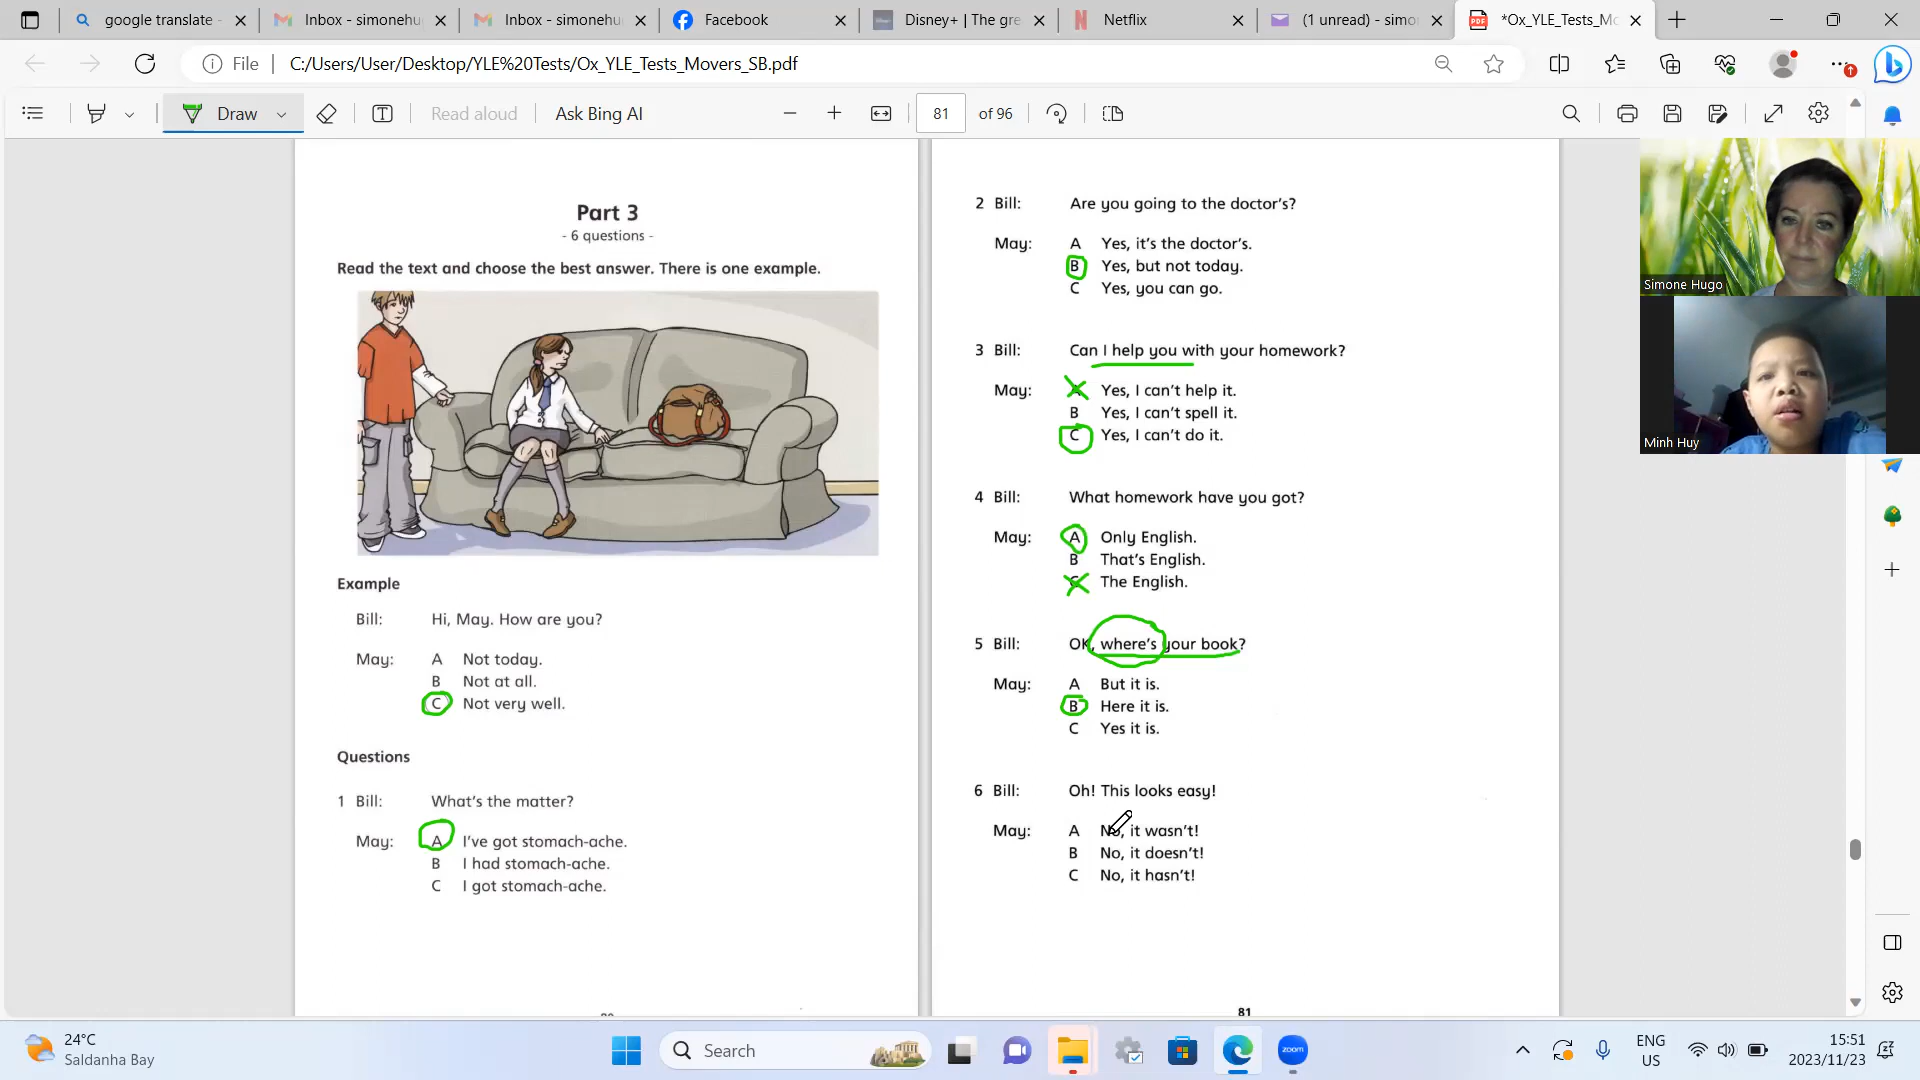 google translate -
Inbox - simonehu
Inbox - simonehu
Facebook
Disney+ | The gre
Netflix
(1 unread) - simo
*Ox_YLE_Tests_Mo
File
C:/Users/User/Desktop/YLE%20Tests/Ox_YLE_Tests_Movers_SB.pdf
Draw
Read aloud
Ask Bing AI
81 of 96
Part 3
- 6 questions -
Read the text and choose the best answer. There is one example.
Example
Bill: Hi, May. How are you?
May: A Not today.
B Not at all.
C Not very well.
Questions
1 Bill: What's the matter?
May: A I've got stomach-ache.
B I had stomach-ache.
C I got stomach-ache.
2 Bill: Are you going to the doctor's?
May: A Yes, it's the doctor's.
B Yes, but not today.
C Yes, you can go.
3 Bill: Can I help you with your homework?
May: A Yes, I can't help it.
B Yes, I can't spell it.
C Yes, I can't do it.
4 Bill: What homework have you got?
May: A Only English.
B That's English.
C The English.
5 Bill: OK, where's your book?
May: A But it is.
B Here it is.
C Yes it is.
6 Bill: Oh! This looks easy!
May: A No, it wasn't!
B No, it doesn't!
C No, it hasn't!
81
Simone Hugo
Minh Huy
24°C
Saldanha Bay
Search
zoom
ENG
US
15:51
2023/11/23